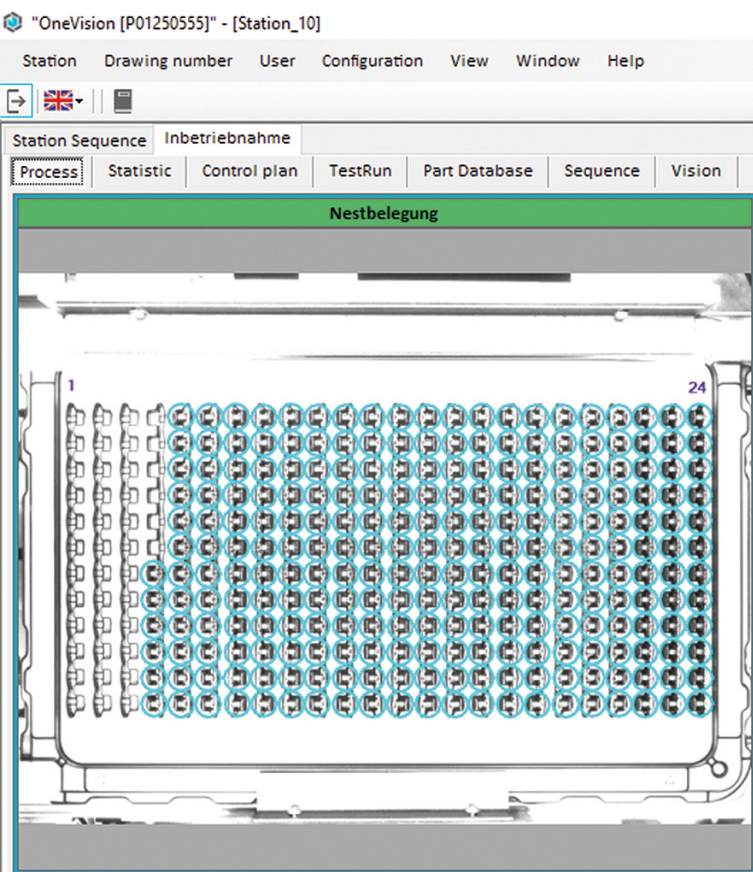 "OneVision [P01250555]" - [Station_10]
Station Drawing number User Configuration View Window Help
Station Sequence Inbetriebnahme
Process Statistic Control plan TestRun Part Database Sequence Vision
Nestbelegung
1 24